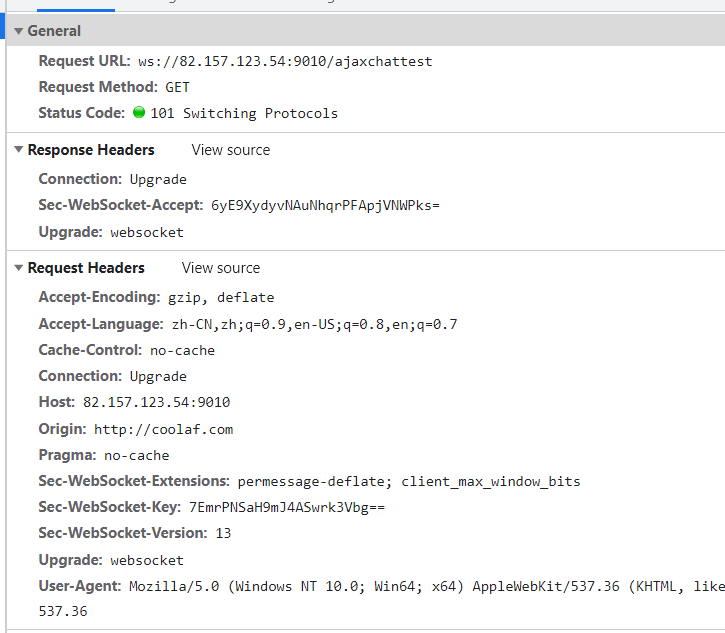 General
Request URL: ws://82.157.123.54:9010/ajaxchattest
Request Method: GET
Status Code: 101 Switching Protocols
Response Headers View source
Connection: Upgrade
Sec-WebSocket-Accept: 6yE9XydyvNAuNhqrPFApjVNWPks=
Upgrade: websocket
Request Headers View source
Accept-Encoding: gzip, deflate
Accept-Language: zh-CN,zh;q=0.9,en-US;q=0.8,en;q=0.7
Cache-Control: no-cache
Connection: Upgrade
Host: 82.157.123.54:9010
Origin: http://coolaf.com
Pragma: no-cache
Sec-WebSocket-Extensions: permessage-deflate; client_max_window_bits
Sec-WebSocket-Key: 7EmrPNSaH9mJ4ASwrk3Vbg==
Sec-WebSocket-Version: 13
Upgrade: websocket
User-Agent: Mozilla/5.0 (Windows NT 10.0; Win64; x64) AppleWebKit/537.36 (KHTML, like
537.36